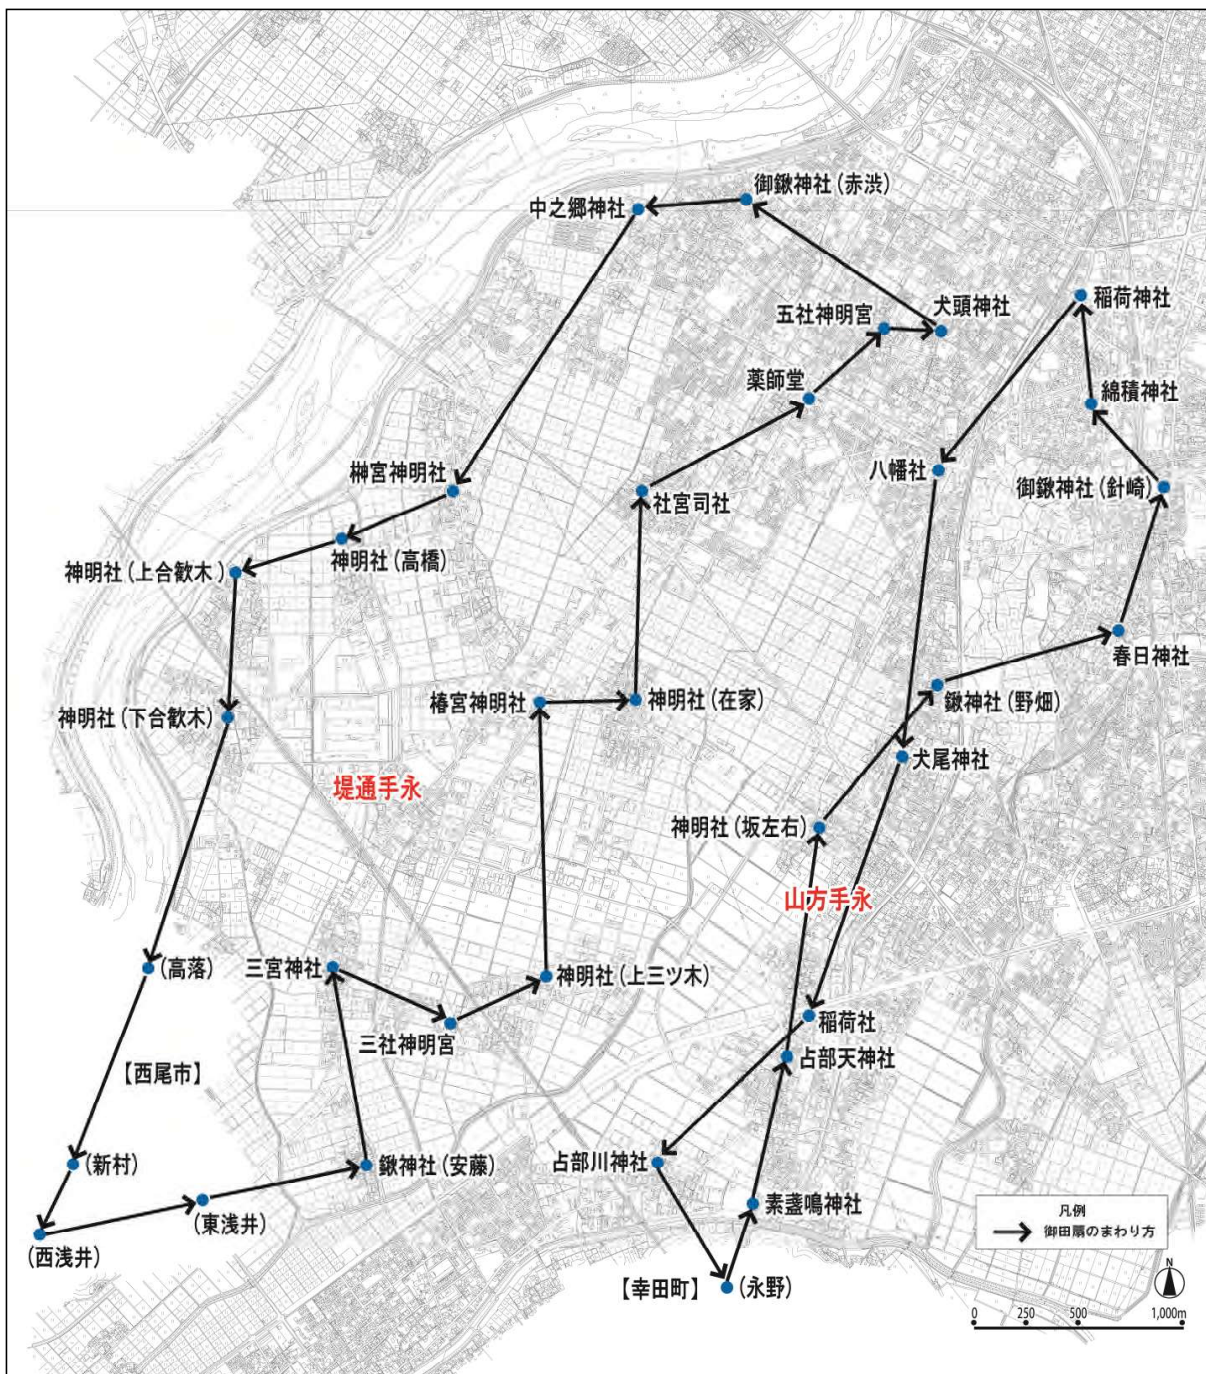 御鍬神社(赤渋)
中之郷神社
稲荷神社
犬頭神社
五社神明宮
薬師堂
綿積神社
八幡社
榊宮神明社
御鍬神社(針崎)
社宮司社
神明社(高橋)
神明社(上合歓木)
春日神社
椿宮神明社
神明社(在家)
鍬神社(野畑)
神明社(下合歓木)
犬尾神社
堤通手永
神明社(坂左右)
山方手永
(高落)
三宮神社
神明社(上三ツ木)
稲荷社
三社神明宮
占部天神社
【西尾市】
(新村)
鍬神社(安藤)
占部川神社
素盞鳴神社
(東浅井)
(西浅井)
凡例
御田扇のまわり方
【幸田町】
(永野)
N
0 250 500 1,000m